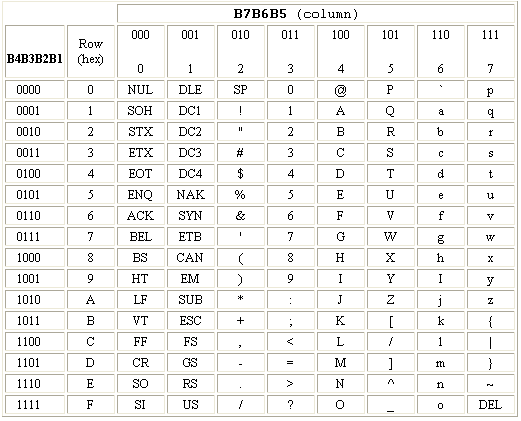 B7B6B5 (column)
B4B3B2B1 Row (hex) 000 0 001 1 010 2 011 3 100 4 101 5 110 6 111 7
0000 0 NUL DLE SP 0 @ P ` p
0001 1 SOH DC1 ! 1 A Q a q
0010 2 STX DC2 " 2 B R b r
0011 3 ETX DC3 # 3 C S c s
0100 4 EOT DC4 $ 4 D T d t
0101 5 ENQ NAK % 5 E U e u
0110 6 ACK SYN & 6 F V f v
0111 7 BEL ETB ' 7 G W g w
1000 8 BS CAN ( 8 H X h x
1001 9 HT EM ) 9 I Y I y
1010 A LF SUB * : J Z j z
1011 B VT ESC + ; K [ k {
1100 C FF FS , < L / l |
1101 D CR GS - = M ] m }
1110 E SO RS . > N ^ n ~
1111 F SI US / ? O _ o DEL